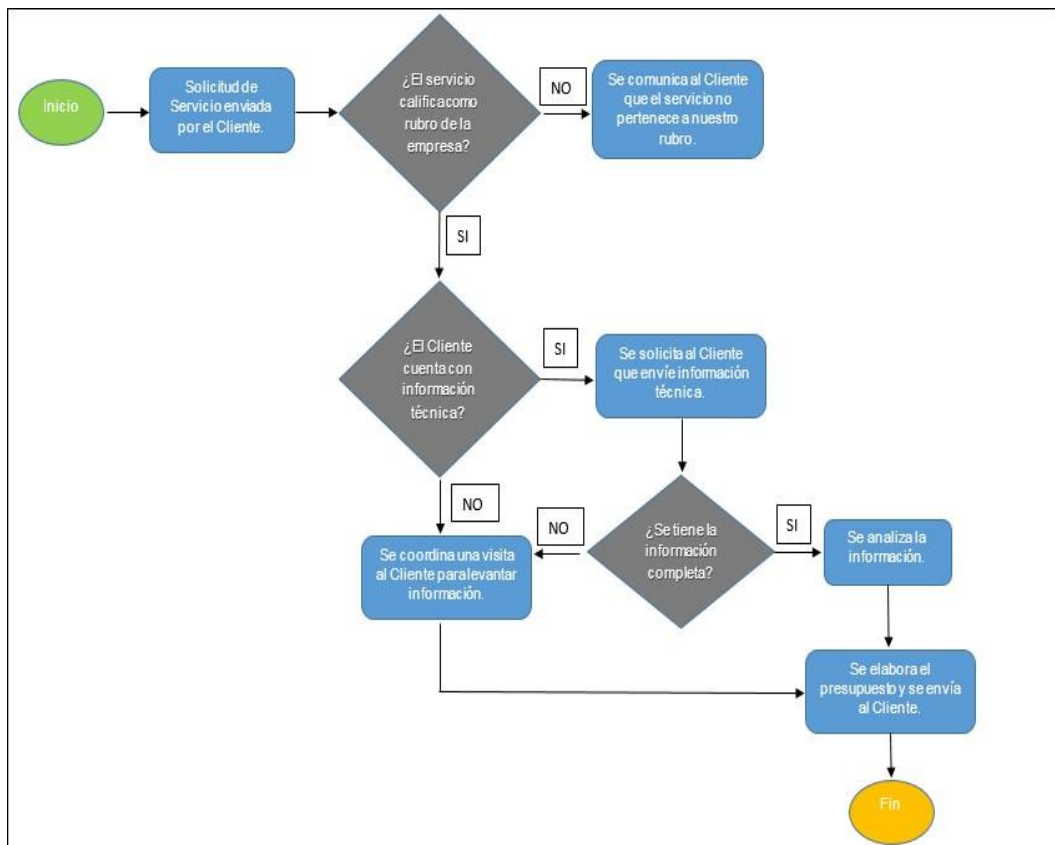 Inicio
Solicitud de
Servicio enviada
por el Cliente.
¿El servicio
calificacomo
rubro de la
empresa?
NO
Se comunica al Cliente
que el servicio no
pertenece a nuestro
rubro.
SI
¿El Cliente
cuenta con
información
técnica?
SI
Se solicita al Cliente
que envíe información
técnica.
NO
Se coordina una visita
al Cliente para levantar
información.
NO
¿Se tiene la
información
completa?
SI
Se analiza la
información.
Se elabora el
presupuesto y se envía
al Cliente.
Fin